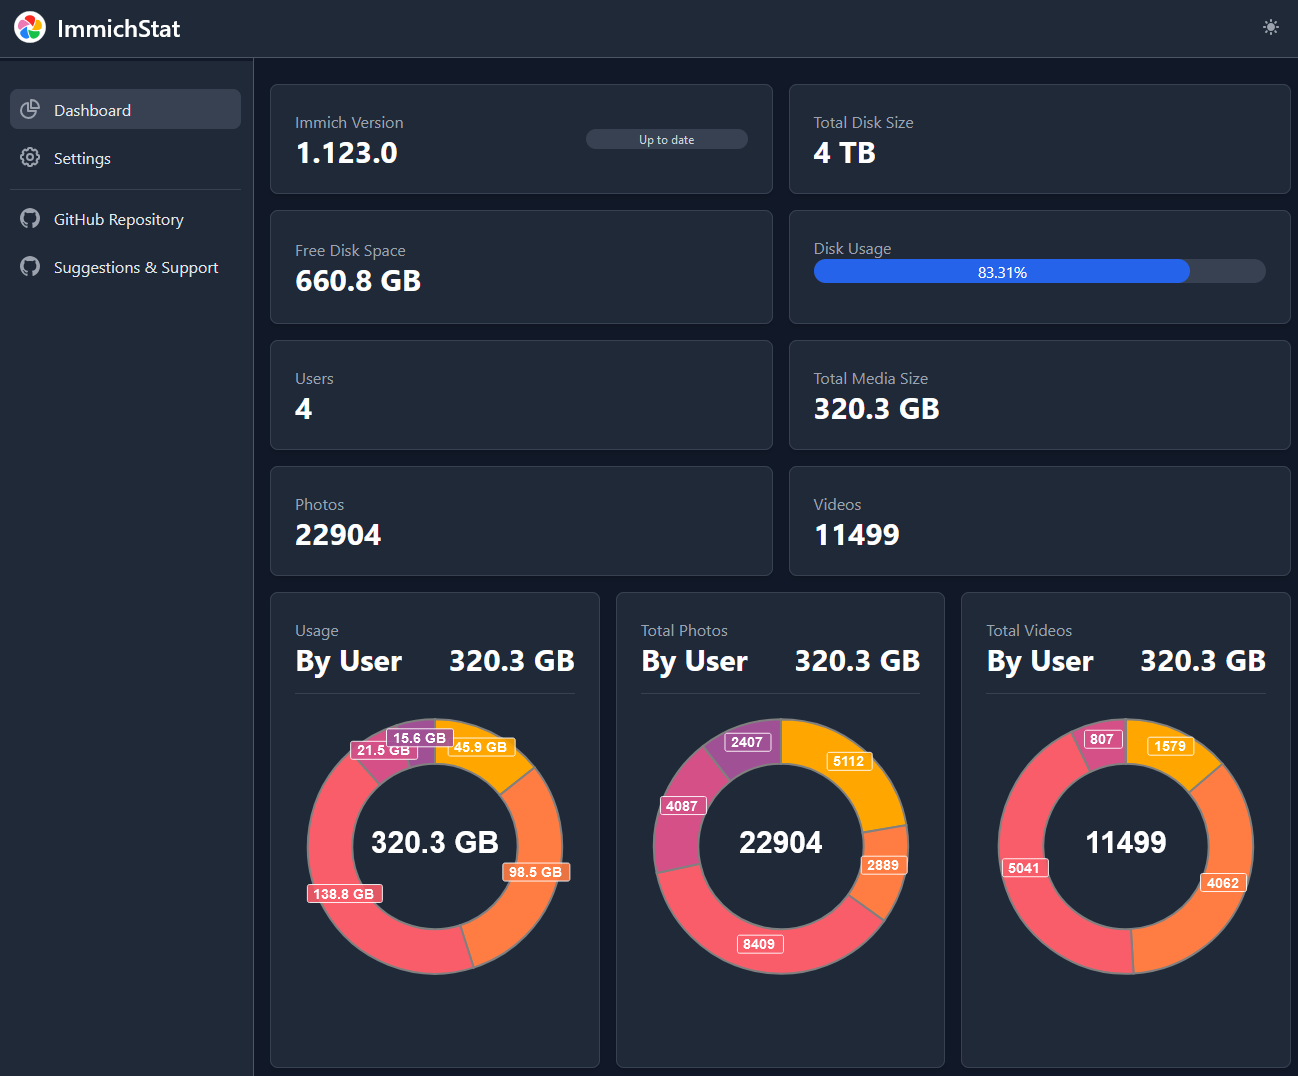 ImmichStat
Dashboard
Settings
GitHub Repository
Suggestions & Support
Immich Version
1.123.0
Up to date
Total Disk Size
4 TB
Free Disk Space
660.8 GB
Disk Usage
83.31%
Users
4
Total Media Size
320.3 GB
Photos
22904
Videos
11499
Usage
By User 320.3 GB
15.6 GB
21.5 GB
45.9 GB
320.3 GB
98.5 GB
138.8 GB
Total Photos
By User 320.3 GB
2407
5112
4087
22904
2889
8409
Total Videos
By User 320.3 GB
807
1579
11499
5041
4062